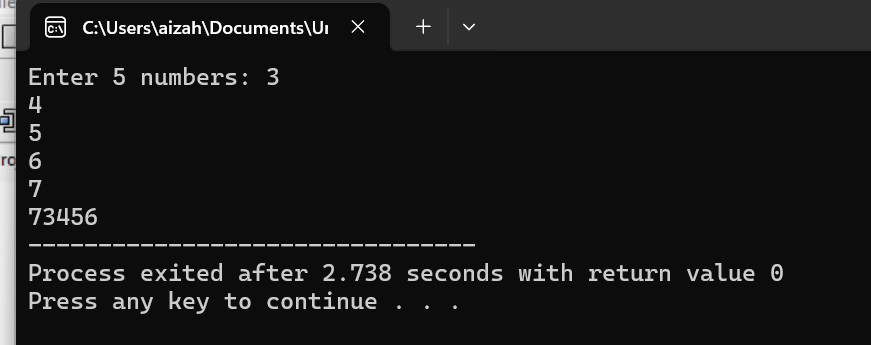 C:\Users\aizah\Documents\Ur
Enter 5 numbers: 3
4
5
6
7
73456
--------------------------------
Process exited after 2.738 seconds with return value 0
Press any key to continue . . .